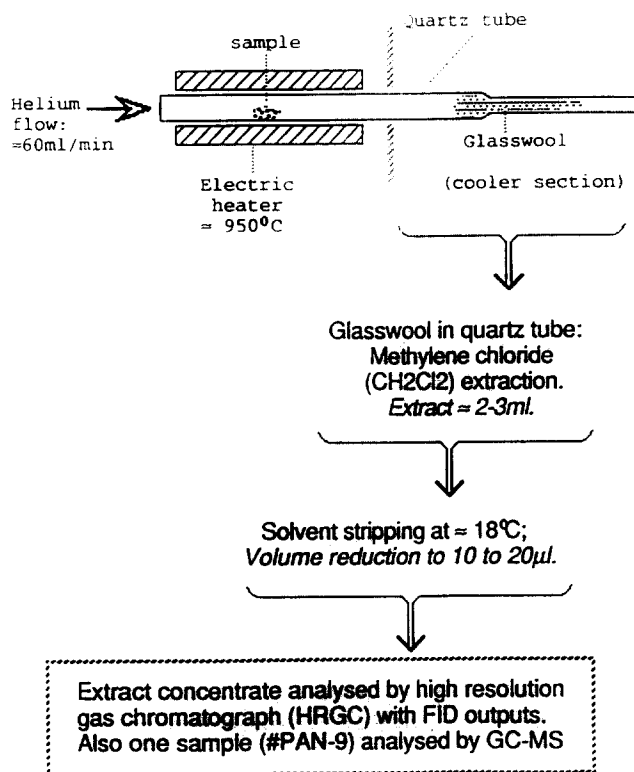 Quartz tube
sample
Helium
flow:
≈60ml/min
Glasswool
Electric
heater
≈ 950⁰C
(cooler section)
Glasswool in quartz tube:
Methylene chloride
(CH2Cl2) extraction.
Extract ≈ 2-3ml.
Solvent stripping at ≈ 18⁰C;
Volume reduction to 10 to 20µl.
Extract concentrate analysed by high resolution
gas chromatograph (HRGC) with FID outputs.
Also one sample (#PAN-9) analysed by GC-MS